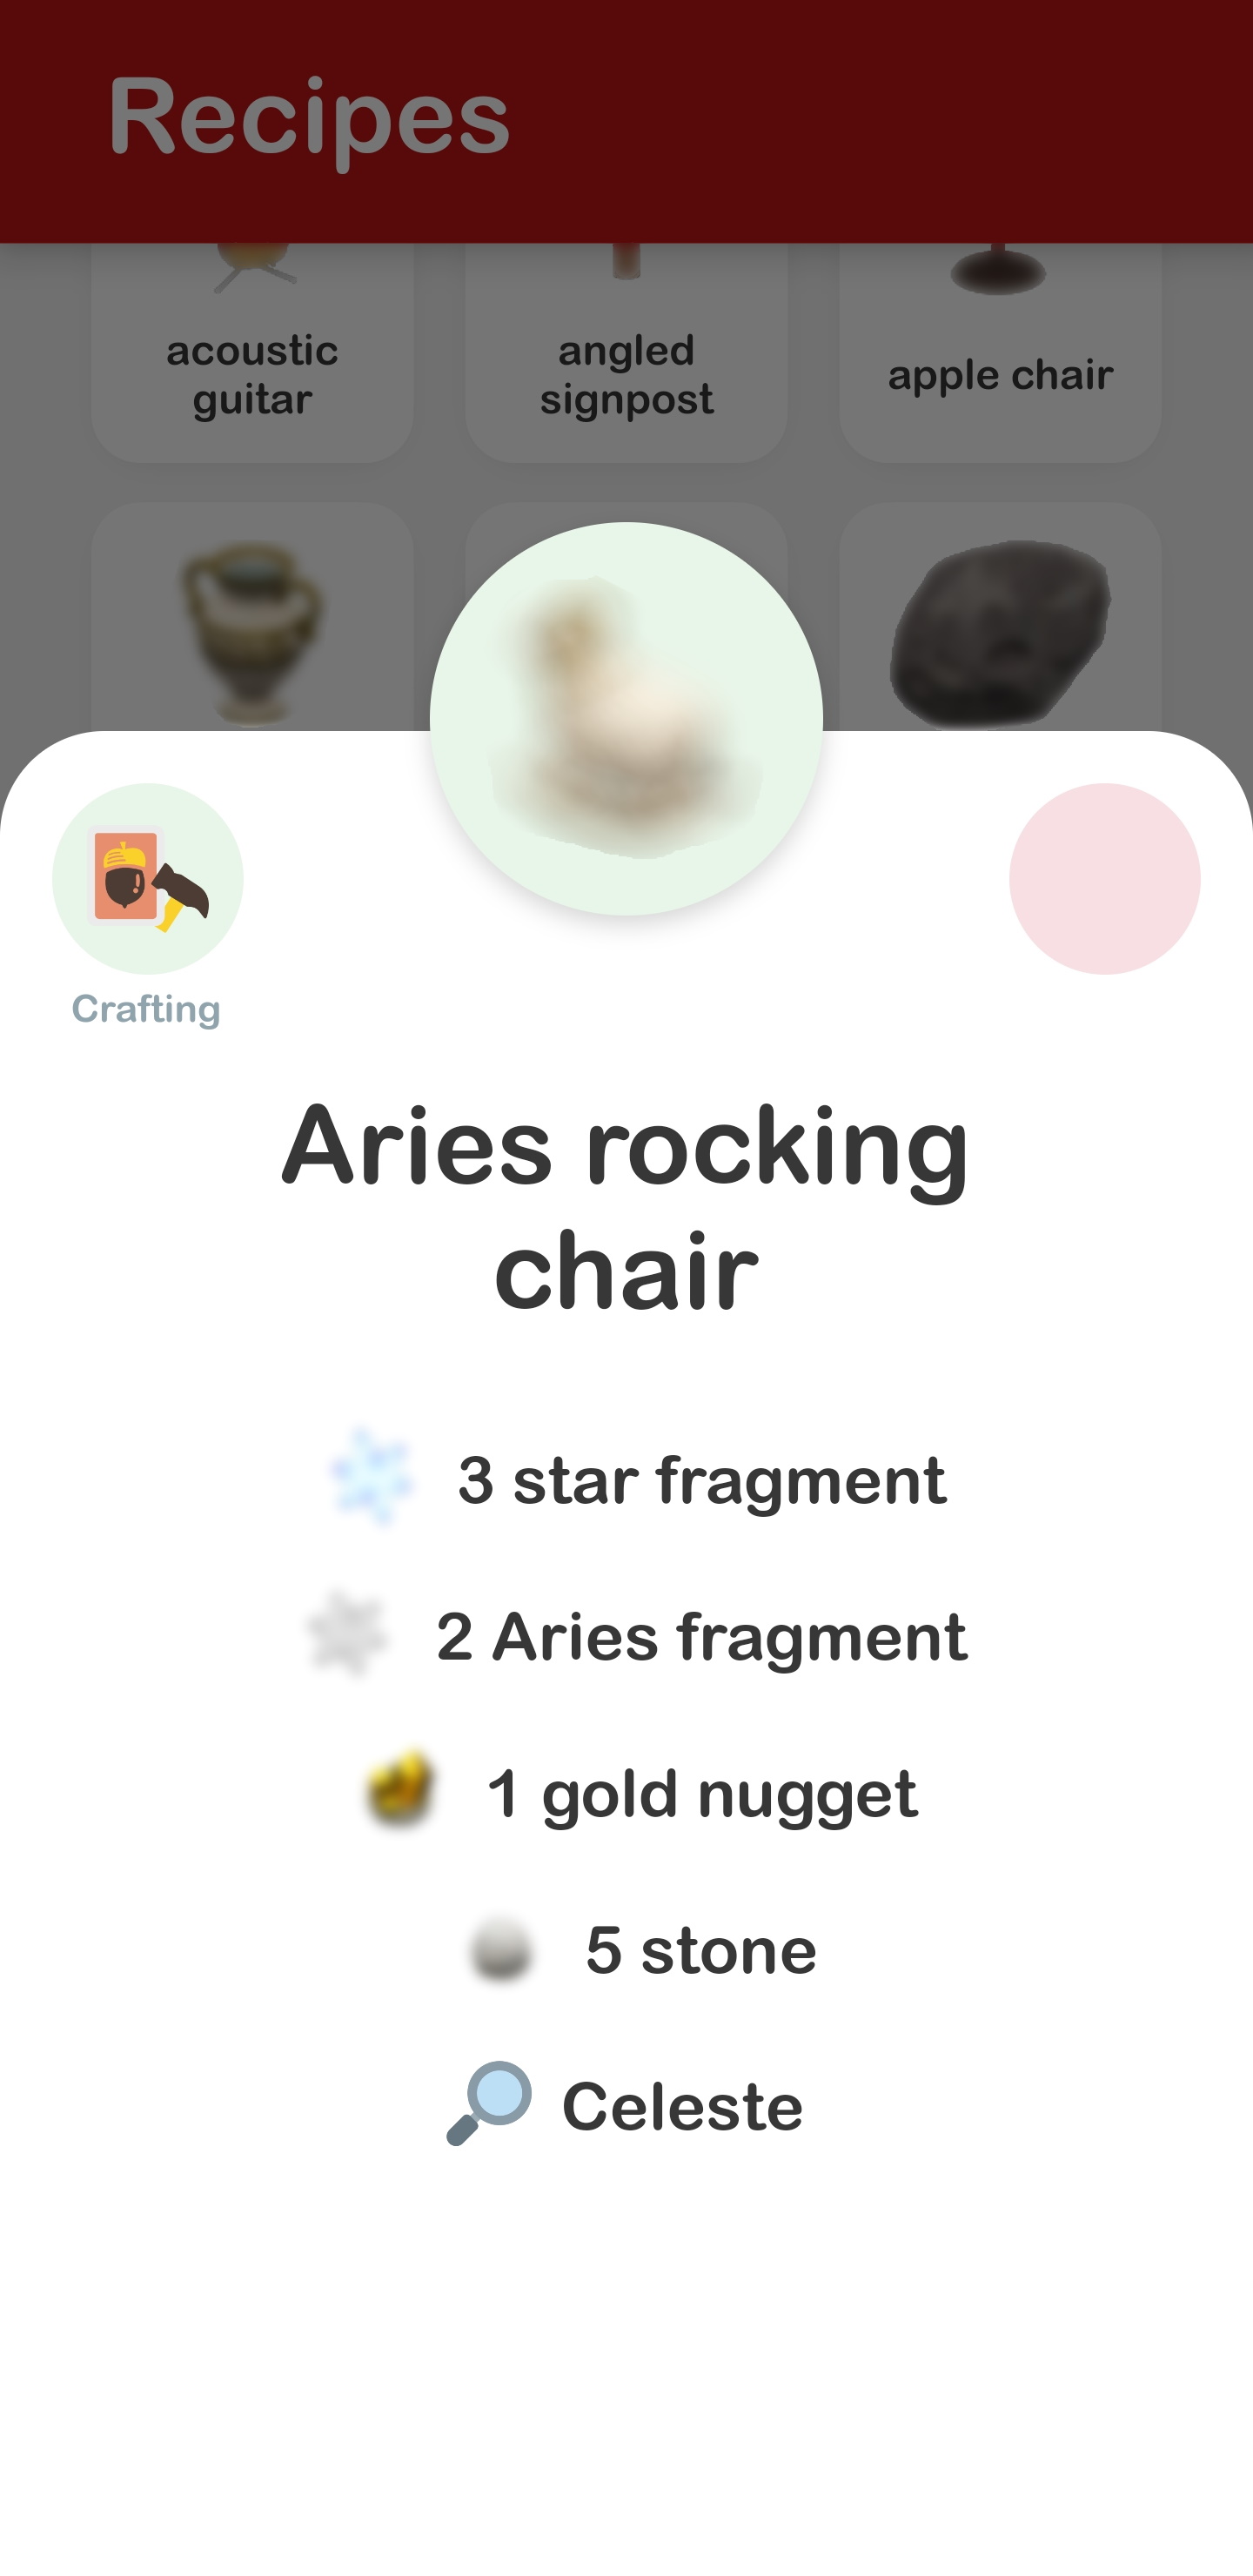 Recipes
acoustic
guitar
angled
signpost
apple chair
Crafting
Aries rocking
chair
3 star fragment
2 Aries fragment
1 gold nugget
5 stone
Celeste